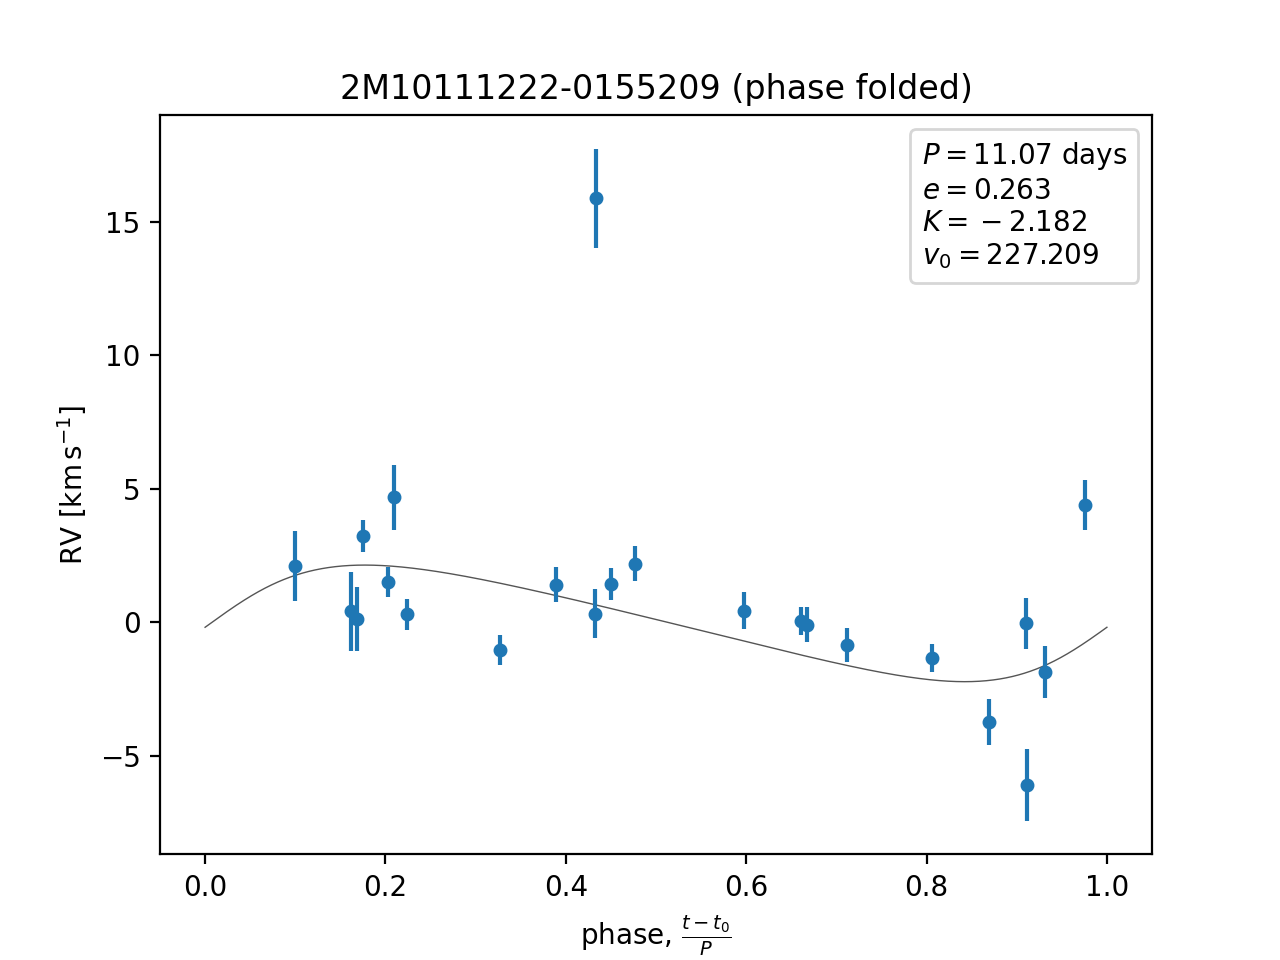 2M10111222-0155209 (phase folded)
P = 11.07 days
e = 0.263
K = −2.182
v₀ = 227.209
15
10
5
0
−5
RV [km s⁻¹]
0.0 0.2 0.4 0.6 0.8 1.0
phase, (t − t₀)/P